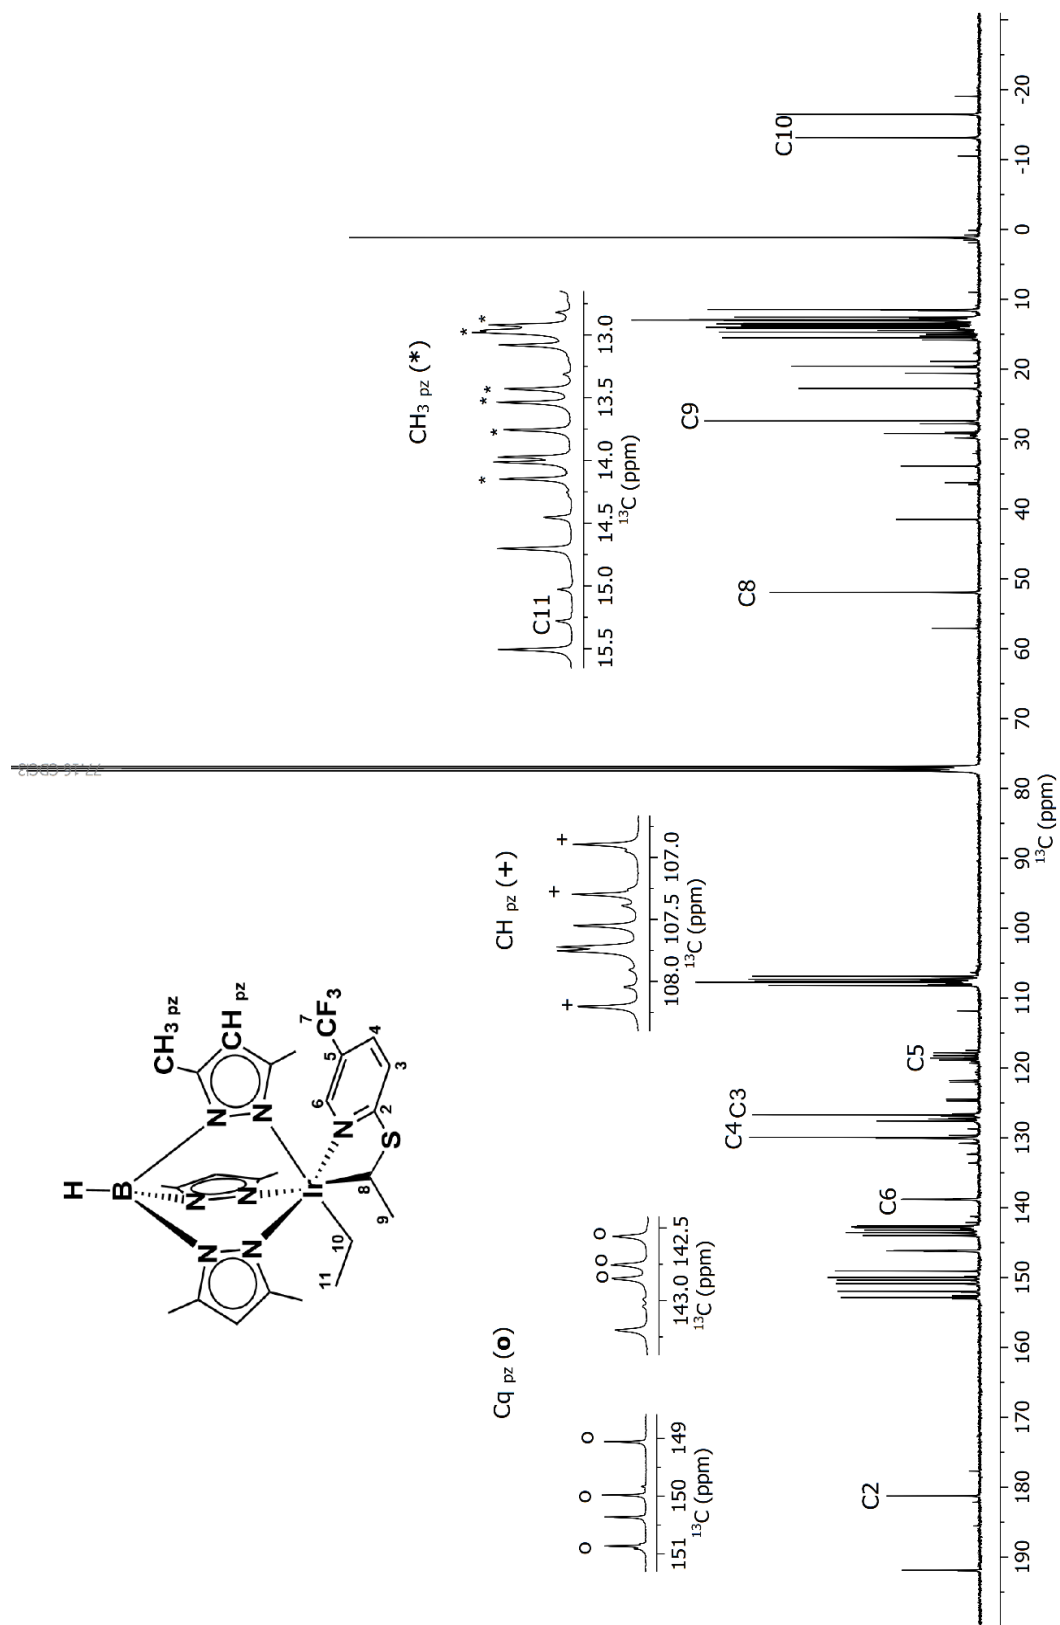 H
B
N
N
N
N
N
N
Ir
N
S
CH3 pz
CH pz
CF3
7
5
4
3
6
2
8
9
10
11
77.16 CDCl3
Cq pz (o)
o o o
151 150 149
13C (ppm)
o o o
143.0 142.5
13C (ppm)
CH pz (+)
+ + +
108.0 107.5 107.0
13C (ppm)
CH3 pz (*)
C11
* * * * * *
15.5 15.0 14.5 14.0 13.5 13.0
13C (ppm)
C2
C6
C4 C3
C5
C8
C9
C10
190 180 170 160 150 140 130 120 110 100 90 80 70 60 50 40 30 20 10 0 -10 -20
13C (ppm)